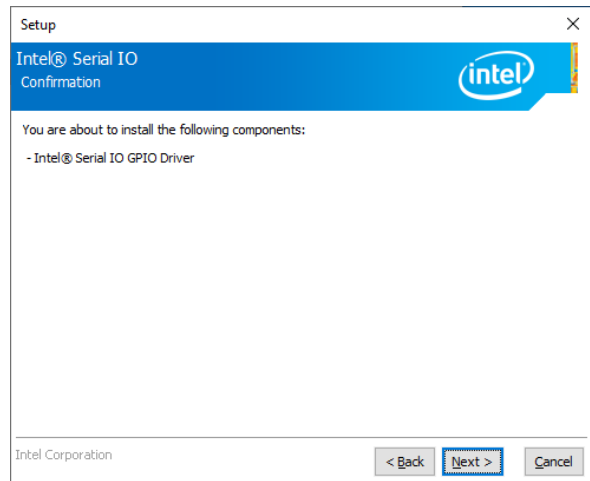 Setup
Intel® Serial IO
Confirmation
intel
You are about to install the following components:
- Intel® Serial IO GPIO Driver
Intel Corporation
< Back Next > Cancel